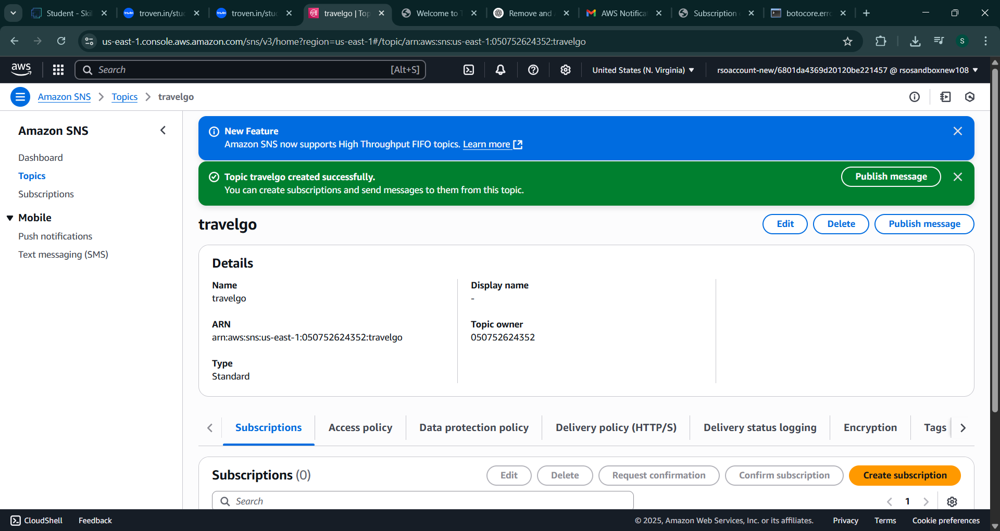 Student - Skil
troven.in/stud
troven.in/stud
travelgo | Top
Welcome to T
Remove and A
AWS Notificat
Subscription c
botocore.erro
us-east-1.console.aws.amazon.com/sns/v3/home?region=us-east-1#/topic/arn:aws:sns:us-east-1:050752624352:travelgo
S
aws
Search
[Alt+S]
United States (N. Virginia)
rsoaccount-new/6801da4369d20120be221457 @ rsosandboxnew108
Amazon SNS
Topics
travelgo
Amazon SNS
Dashboard
Topics
Subscriptions
Mobile
Push notifications
Text messaging (SMS)
New Feature
Amazon SNS now supports High Throughput FIFO topics. Learn more
Topic travelgo created successfully.
You can create subscriptions and send messages to them from this topic.
Publish message
travelgo
Edit
Delete
Publish message
Details
Name
travelgo
ARN
arn:aws:sns:us-east-1:050752624352:travelgo
Type
Standard
Display name
-
Topic owner
050752624352
Subscriptions
Access policy
Data protection policy
Delivery policy (HTTP/S)
Delivery status logging
Encryption
Tags
Subscriptions (0)
Edit
Delete
Request confirmation
Confirm subscription
Create subscription
Search
1
CloudShell
Feedback
© 2025, Amazon Web Services, Inc. or its affiliates.
Privacy
Terms
Cookie preferences